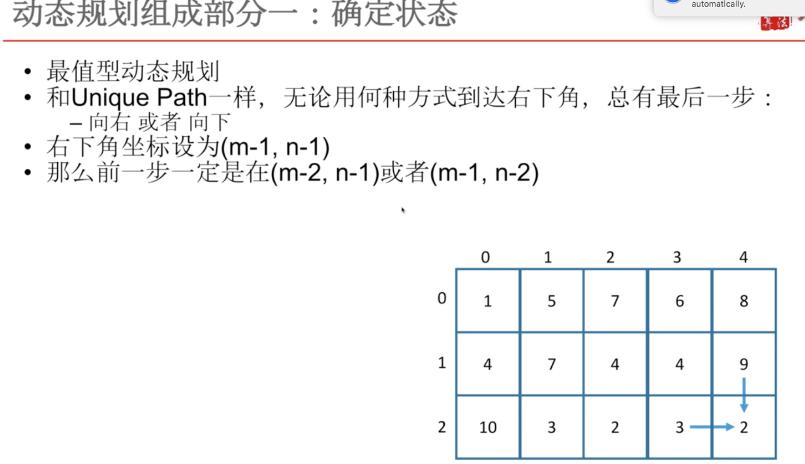 automatically.
动态规划组成部分一：确定状态
• 最值型动态规划
• 和Unique Path一样，无论用何种方式到达右下角，总有最后一步：
– 向右 或者 向下
• 右下角坐标设为(m-1, n-1)
• 那么前一步一定是在(m-2, n-1)或者(m-1, n-2)
0 1 2 3 4
0 1 5 7 6 8
1 4 7 4 4 9
2 10 3 2 3 2